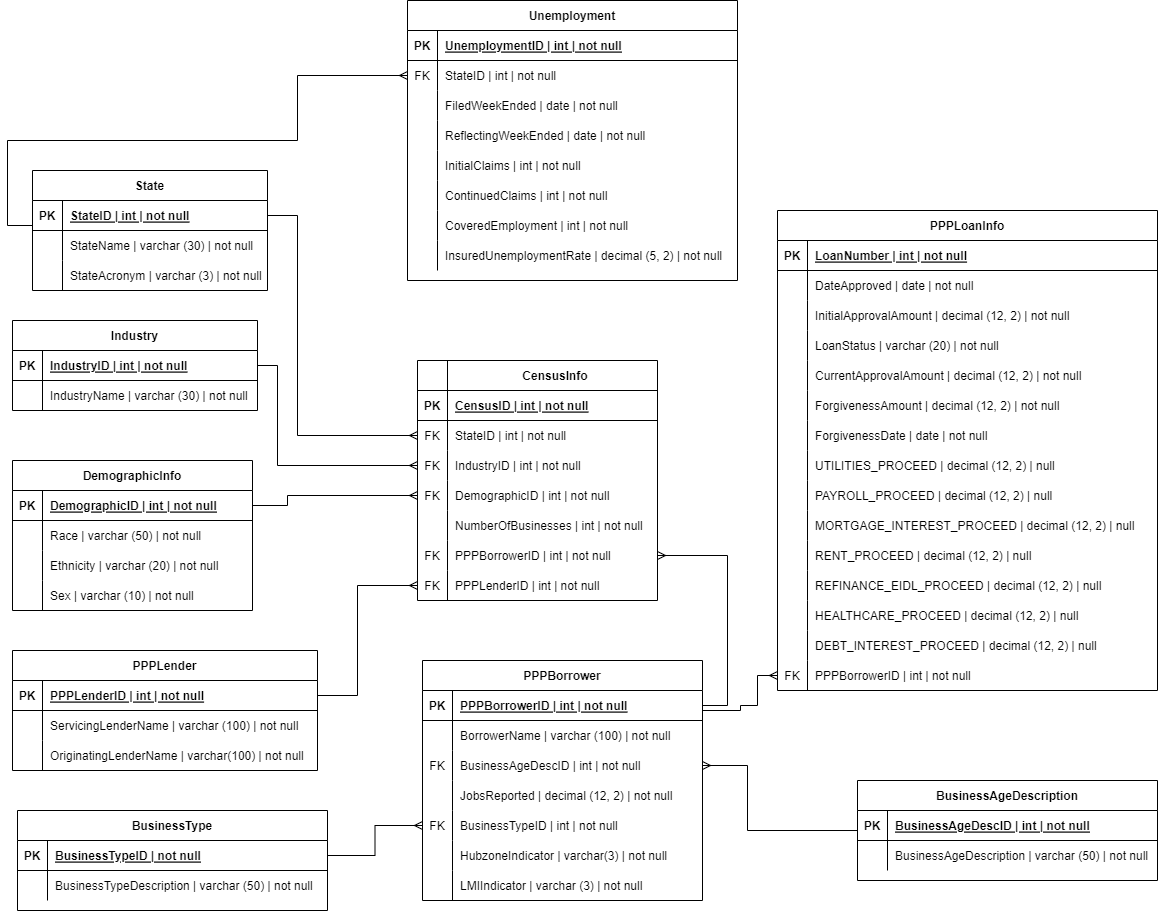 Unemployment
PK UnemploymentID | int | not null
FK StateID | int | not null
FiledWeekEnded | date | not null
ReflectingWeekEnded | date | not null
InitialClaims | int | not null
ContinuedClaims | int | not null
CoveredEmployment | int | not null
InsuredUnemploymentRate | decimal (5, 2) | not null
State
PK StateID | int | not null
StateName | varchar (30) | not null
StateAcronym | varchar (3) | not null
Industry
PK IndustryID | int | not null
IndustryName | varchar (30) | not null
DemographicInfo
PK DemographicID | int | not null
Race | varchar (50) | not null
Ethnicity | varchar (20) | not null
Sex | varchar (10) | not null
PPPLender
PK PPPLenderID | int | not null
ServicingLenderName | varchar (100) | not null
OriginatingLenderName | varchar(100) | not null
BusinessType
PK BusinessTypeID | not null
BusinessTypeDescription | varchar (50) | not null
CensusInfo
PK CensusID | int | not null
FK StateID | int | not null
FK IndustryID | int | not null
FK DemographicID | int | not null
NumberOfBusinesses | int | not null
FK PPPBorrowerID | int | not null
FK PPPLenderID | int | not null
PPPBorrower
PK PPPBorrowerID | int | not null
BorrowerName | varchar (100) | not null
FK BusinessAgeDescID | int | not null
JobsReported | decimal (12, 2) | not null
FK BusinessTypeID | int | not null
HubzoneIndicator | varchar(3) | not null
LMIIndicator | varchar (3) | not null
PPPLoanInfo
PK LoanNumber | int | not null
DateApproved | date | not null
InitialApprovalAmount | decimal (12, 2) | not null
LoanStatus | varchar (20) | not null
CurrentApprovalAmount | decimal (12, 2) | not null
ForgivenessAmount | decimal (12, 2) | not null
ForgivenessDate | date | not null
UTILITIES_PROCEED | decimal (12, 2) | null
PAYROLL_PROCEED | decimal (12, 2) | null
MORTGAGE_INTEREST_PROCEED | decimal (12, 2) | null
RENT_PROCEED | decimal (12, 2) | null
REFINANCE_EIDL_PROCEED | decimal (12, 2) | null
HEALTHCARE_PROCEED | decimal (12, 2) | null
DEBT_INTEREST_PROCEED | decimal (12, 2) | null
FK PPPBorrowerID | int | not null
BusinessAgeDescription
PK BusinessAgeDescID | int | not null
BusinessAgeDescription | varchar (50) | not null